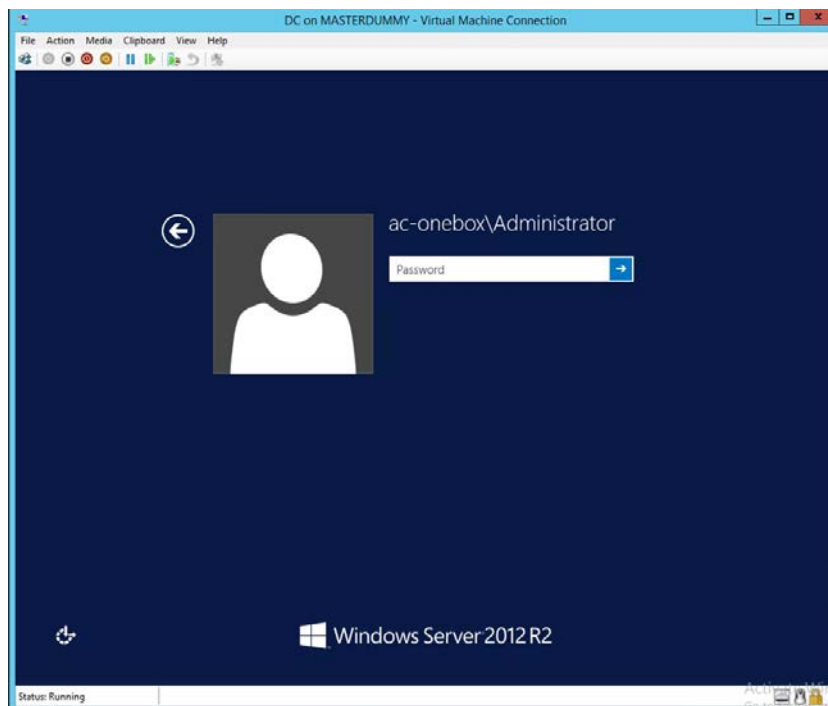 DC on MASTERDUMMY - Virtual Machine Connection
File Action Media Clipboard View Help
ac-onebox\Administrator
Password
Windows Server 2012 R2
Status: Running